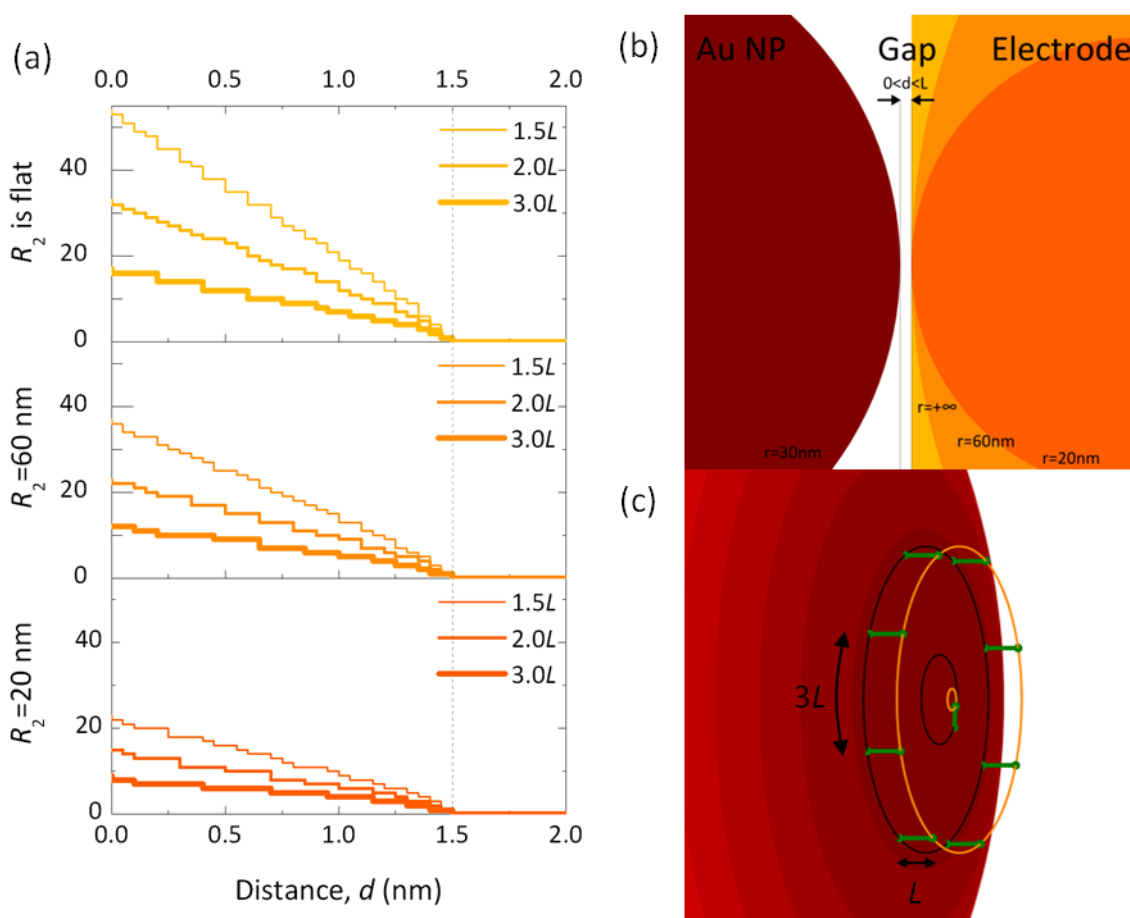 (a)
0.0 0.5 1.0 1.5 2.0
R2 is flat
40
20
0
1.5L
2.0L
3.0L
R2=60 nm
40
20
0
1.5L
2.0L
3.0L
R2=20 nm
40
20
0
1.5L
2.0L
3.0L
0.0 0.5 1.0 1.5 2.0
Distance, d (nm)
(b)
Au NP Gap Electrode
0<d<L
r=+∞
r=60nm
r=30nm r=20nm
(c)
3L
L